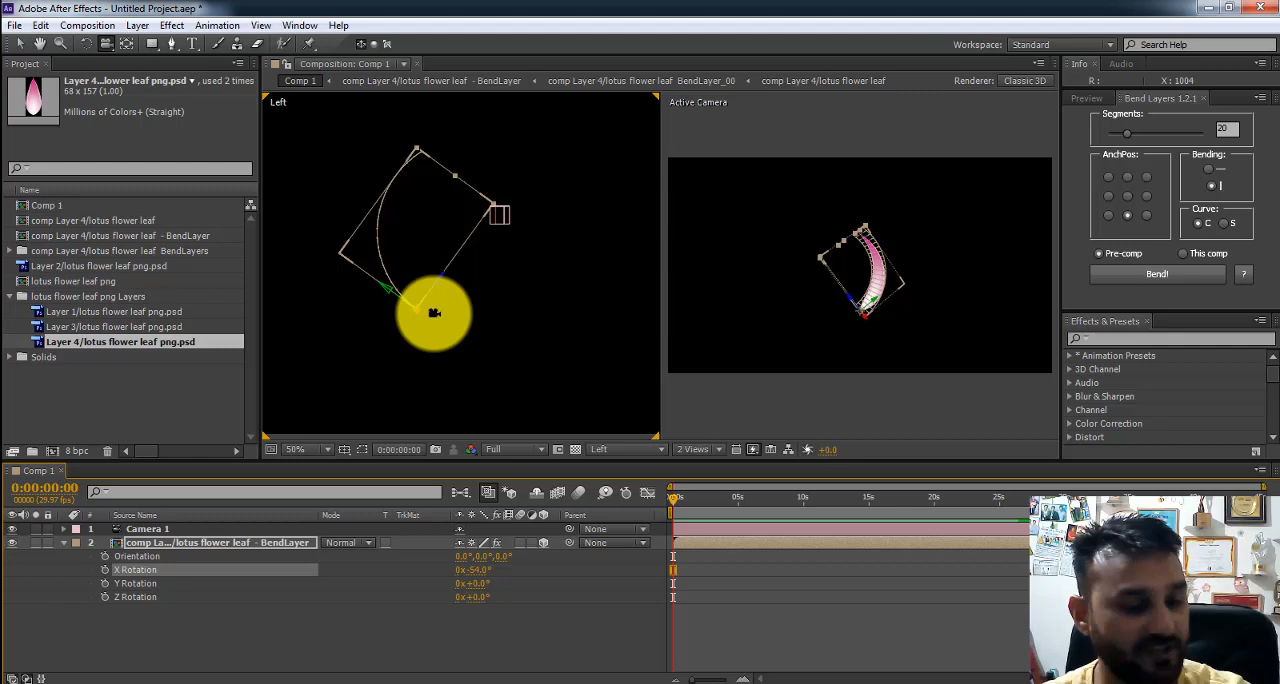 Adobe After Effects - Untitled Project.aep *
File Edit Composition Layer Effect Animation View Window Help
Workspace: Standard Search Help
Project
Layer 4...lower leaf png.psd , used 2 times
68 x 157 (1.00)
Millions of Colors+ (Straight)
Name
Comp 1
comp Layer 4/lotus flower leaf
comp Layer 4/lotus flower leaf - BendLayer
comp Layer 4/lotus flower leaf BendLayers
Layer 2/lotus flower leaf png.psd
lotus flower leaf png
lotus flower leaf png Layers
Layer 1/lotus flower leaf png.psd
Layer 3/lotus flower leaf png.psd
Layer 4/lotus flower leaf png.psd
Solids
8 bpc
Composition: Comp 1
Comp 1 comp Layer 4/lotus flower leaf - BendLayer comp Layer 4/lotus flower leaf BendLayer_00 comp Layer 4/lotus flower leaf Renderer: Classic 3D
Left
Active Camera
50% 0:00:00:00 Full Left 2 Views +0.0
Info Audio
R : X : 1004
Preview Bend Layers 1.2.1
Segments:
20
AnchPos: Bending:
Curve:
C S
Pre-comp This comp
Bend! ?
Effects & Presets
* Animation Presets
3D Channel
Audio
Blur & Sharpen
Channel
Color Correction
Distort
Comp 1
0:00:00:00
00000 (29.97 fps)
:00s 05s 10s 15s 20s 25s
# Source Name Mode T TrkMat Parent
1 Camera 1 None
2 comp La.../lotus flower leaf - BendLayer Normal None
Orientation 0.0°,0.0°,0.0°
X Rotation 0x-54.0°
Y Rotation 0x+0.0°
Z Rotation 0x+0.0°